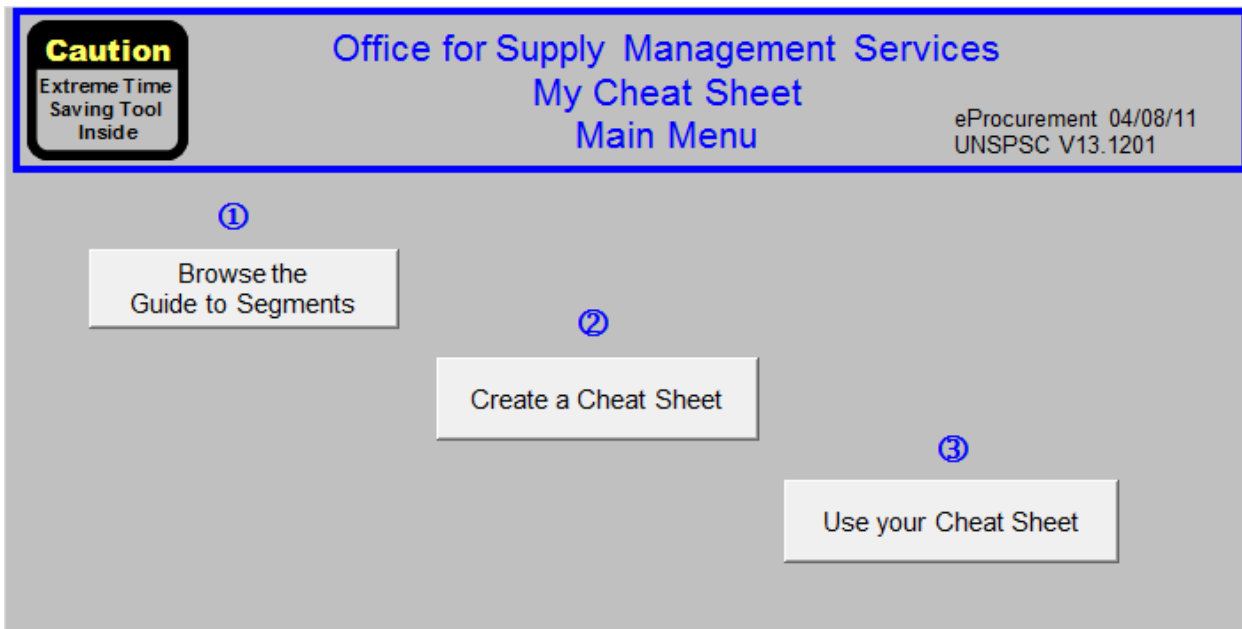 Caution
Extreme Time
Saving Tool
Inside
Office for Supply Management Services
My Cheat Sheet
Main Menu
eProcurement 04/08/11
UNSPSC V13.1201
①
Browse the
Guide to Segments
②
Create a Cheat Sheet
③
Use your Cheat Sheet